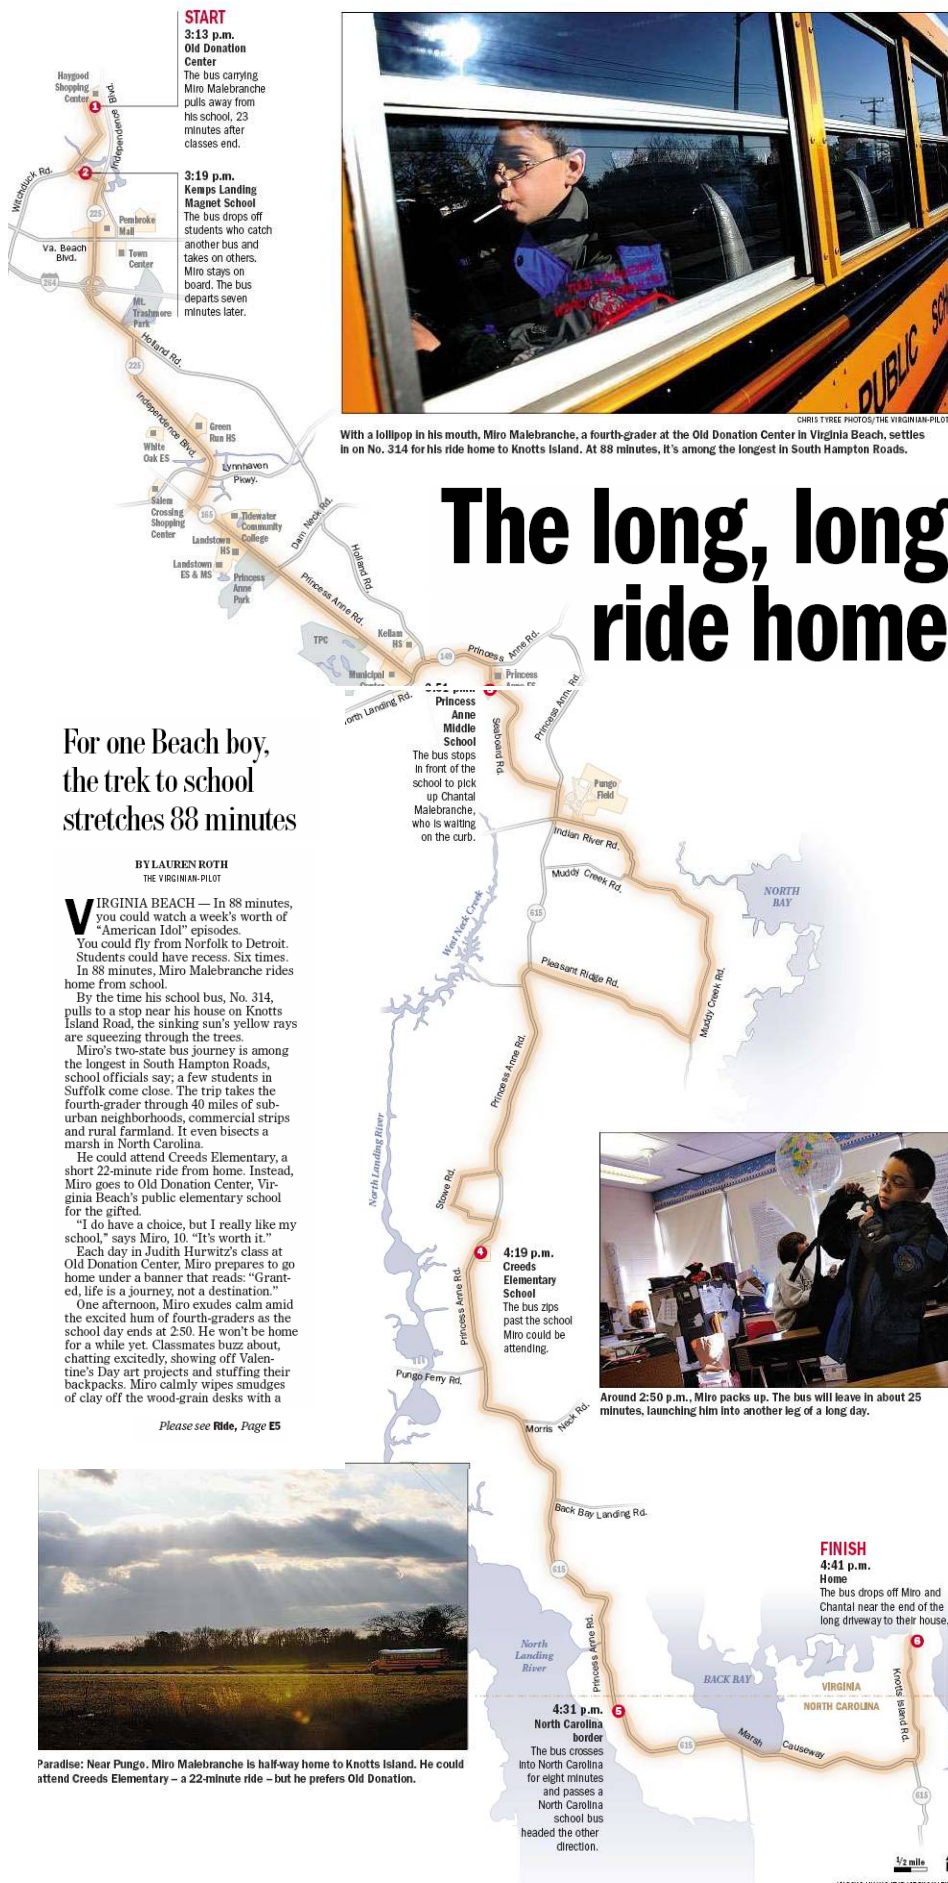 START
3:13 p.m.
Old Donation
Center
The bus carrying
Miro Malebranche
pulls away from
his school, 23
minutes after
classes end.
Haygood
Shopping
Center
1
Independence Blvd.
2
Witchduck Rd.
3:19 p.m.
Kemps Landing
Magnet School
The bus drops off
students who catch
another bus and
takes on others.
Miro stays on
board. The bus
departs seven
minutes later.
225
Pembroke
Mall
Va. Beach
Blvd.
Town
Center
264
Mt.
Trashmore
Park
Holland Rd.
225
Independence Blvd.
Green
Run HS
White
Oak ES
Lynnhaven
Pkwy.
Salem
Crossing
Shopping
Center
165
Tidewater
Community
College
Landstown
HS
Landstown
ES & MS
Princess
Anne
Park
Dam Neck Rd.
Holland Rd.
Princess Anne Rd.
TPC
Kellam
HS
Municipal
149
Princess Anne Rd.
Princess
PUBLIC
CHRIS TYREE PHOTOS/THE VIRGINIAN-PILOT
With a lollipop in his mouth, Miro Malebranche, a fourth-grader at the Old Donation Center in Virginia Beach, settles
in on No. 314 for his ride home to Knotts Island. At 88 minutes, it's among the longest in South Hampton Roads.
The long, long
ride home
For one Beach boy,
the trek to school
stretches 88 minutes
BY LAUREN ROTH
THE VIRGINIAN-PILOT
VIRGINIA BEACH — In 88 minutes,
you could watch a week's worth of
“American Idol” episodes.
You could fly from Norfolk to Detroit.
Students could have recess. Six times.
In 88 minutes, Miro Malebranche rides
home from school.
By the time his school bus, No. 314,
pulls to a stop near his house on Knotts
Island Road, the sinking sun's yellow rays
are squeezing through the trees.
Miro's two-state bus journey is among
the longest in South Hampton Roads,
school officials say; a few students in
Suffolk come close. The trip takes the
fourth-grader through 40 miles of sub-
urban neighborhoods, commercial strips
and rural farmland. It even bisects a
marsh in North Carolina.
He could attend Creeds Elementary, a
short 22-minute ride from home. Instead,
Miro goes to Old Donation Center, Vir-
ginia Beach's public elementary school
for the gifted.
“I do have a choice, but I really like my
school,” says Miro, 10. “It's worth it.”
Each day in Judith Hurwitz's class at
Old Donation Center, Miro prepares to go
home under a banner that reads: “Grant-
ed, life is a journey, not a destination.”
One afternoon, Miro exudes calm amid
the excited hum of fourth-graders as the
school day ends at 2:50. He won't be home
for a while yet. Classmates buzz about,
chatting excitedly, showing off Valen-
tine's Day art projects and stuffing their
backpacks. Miro calmly wipes smudges
of clay off the wood-grain desks with a
Please see Ride, Page E5
North Landing Rd.
Princess
Anne
Middle
School
The bus stops
in front of the
school to pick
up Chantal
Malebranche,
who is waiting
on the curb.
Seaboard Rd.
Princess Anne Rd.
Pungo
Field
Indian River Rd.
Muddy Creek Rd.
NORTH
BAY
615
West Neck Creek
Pleasant Ridge Rd.
Muddy Creek Rd.
Princess Anne Rd.
North Landing River
Stowe Rd.
4
4:19 p.m.
Creeds
Elementary
School
The bus zips
past the school
Miro could be
attending.
Princess Anne Rd.
Pungo Ferry Rd.
Morris Neck Rd.
Around 2:50 p.m., Miro packs up. The bus will leave in about 25
minutes, launching him into another leg of a long day.
Back Bay Landing Rd.
615
Paradise: Near Pungo. Miro Malebranche is half-way home to Knotts Island. He could
attend Creeds Elementary – a 22-minute ride – but he prefers Old Donation.
North
Landing
River
Princess Anne Rd.
5
4:31 p.m.
North Carolina
border
The bus crosses
into North Carolina
for eight minutes
and passes a
North Carolina
school bus
headed the other
direction.
615
BACK BAY
Marsh Causeway
VIRGINIA
NORTH CAROLINA
FINISH
4:41 p.m.
Home
The bus drops off Miro and
Chantal near the end of the
long driveway to their house.
6
Knotts Island Rd.
615
1/2 mile